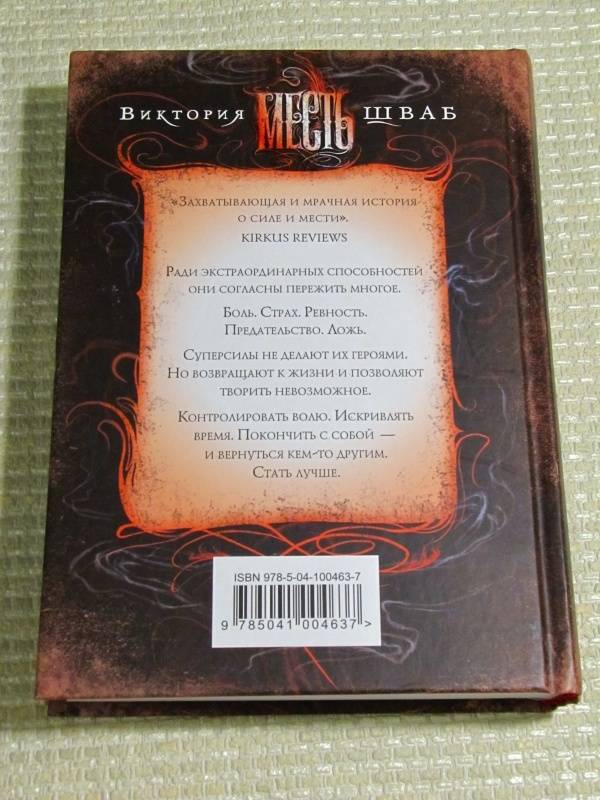 Виктория МЕСТЬ ШВАБ
«Захватывающая и мрачная история
о силе и мести».
KIRKUS REVIEWS
Ради экстраординарных способностей
они согласны пережить многое.
Боль. Страх. Ревность.
Предательство. Ложь.
Суперсилы не делают их героями.
Но возвращают к жизни и позволяют
творить невозможное.
Контролировать волю. Искривлять
время. Покончить с собой —
и вернуться кем-то другим.
Стать лучше.
ISBN 978-5-04-100463-7
9 785041 004637>